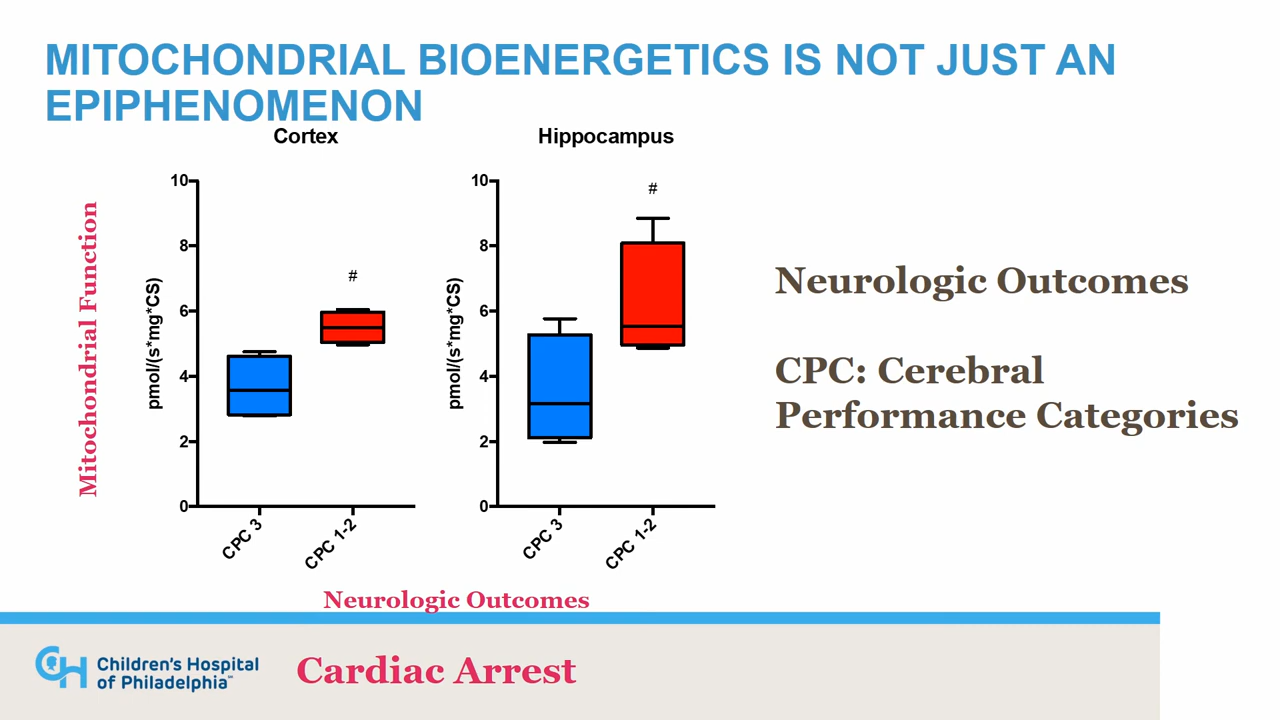 MITOCHONDRIAL BIOENERGETICS IS NOT JUST AN
EPIPHENOMENON
Cortex
Mitochondrial Function
pmol/(s*mg*CS)
10
8
6
4
2
0
#
CPC 3
CPC 1-2
Hippocampus
pmol/(s*mg*CS)
10
8
6
4
2
0
#
CPC 3
CPC 1-2
Neurologic Outcomes
Neurologic Outcomes
CPC: Cerebral
Performance Categories
CH Children's Hospital
of Philadelphia
Cardiac Arrest